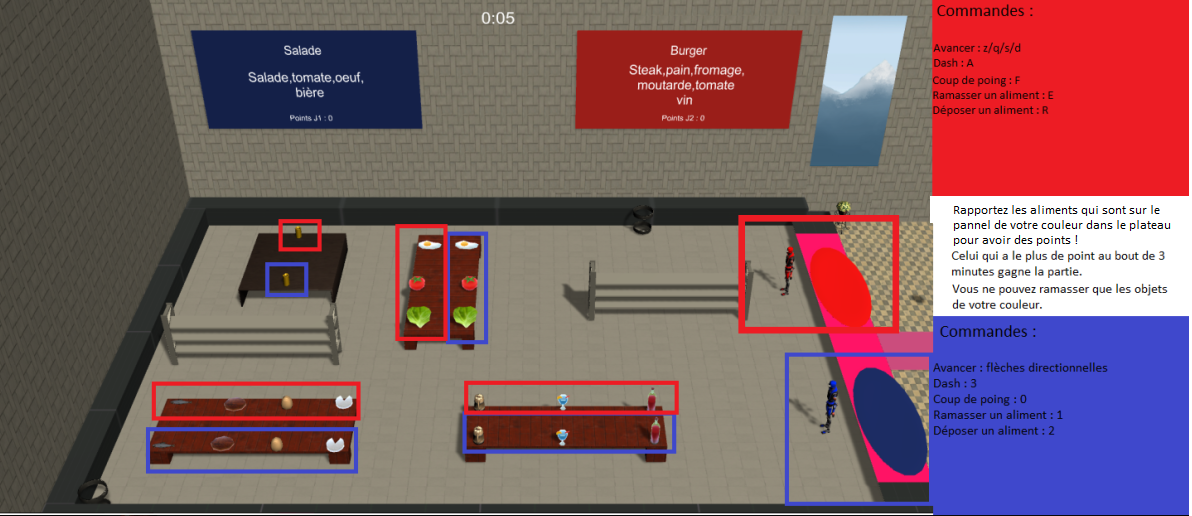 0:05
Salade
Salade,tomate,oeuf,
bière
Points J1 : 0
Burger
Steak,pain,fromage,
moutarde,tomate
vin
Points J2 : 0
Commandes :
Avancer : z/q/s/d
Dash : A
Coup de poing : F
Ramasser un aliment : E
Déposer un aliment : R
Rapportez les aliments qui sont sur le
pannel de votre couleur dans le plateau
pour avoir des points !
Celui qui a le plus de point au bout de 3
minutes gagne la partie.
Vous ne pouvez ramasser que les objets
de votre couleur.
Commandes :
Avancer : flèches directionnelles
Dash : 3
Coup de poing : 0
Ramasser un aliment : 1
Déposer un aliment : 2